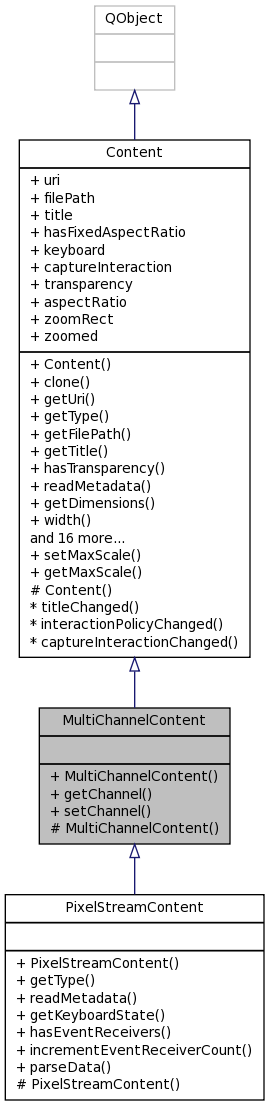 QObject
Content
+ uri
+ filePath
+ title
+ hasFixedAspectRatio
+ keyboard
+ captureInteraction
+ transparency
+ aspectRatio
+ zoomRect
+ zoomed
+ Content()
+ clone()
+ getUri()
+ getType()
+ getFilePath()
+ getTitle()
+ hasTransparency()
+ readMetadata()
+ getDimensions()
+ width()
and 16 more...
+ setMaxScale()
+ getMaxScale()
# Content()
* titleChanged()
* interactionPolicyChanged()
* captureInteractionChanged()
MultiChannelContent
+ MultiChannelContent()
+ getChannel()
+ setChannel()
# MultiChannelContent()
PixelStreamContent
+ PixelStreamContent()
+ getType()
+ readMetadata()
+ getKeyboardState()
+ hasEventReceivers()
+ incrementEventReceiverCount()
+ parseData()
# PixelStreamContent()